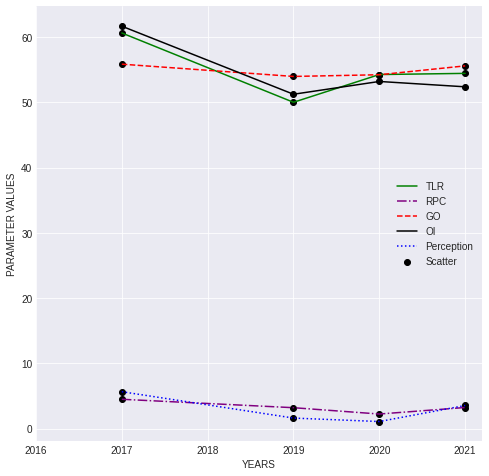 60
50
40
30
20
10
0
PARAMETER VALUES
TLR
RPC
GO
OI
Perception
Scatter
2016 2017 2018 2019 2020 2021
YEARS